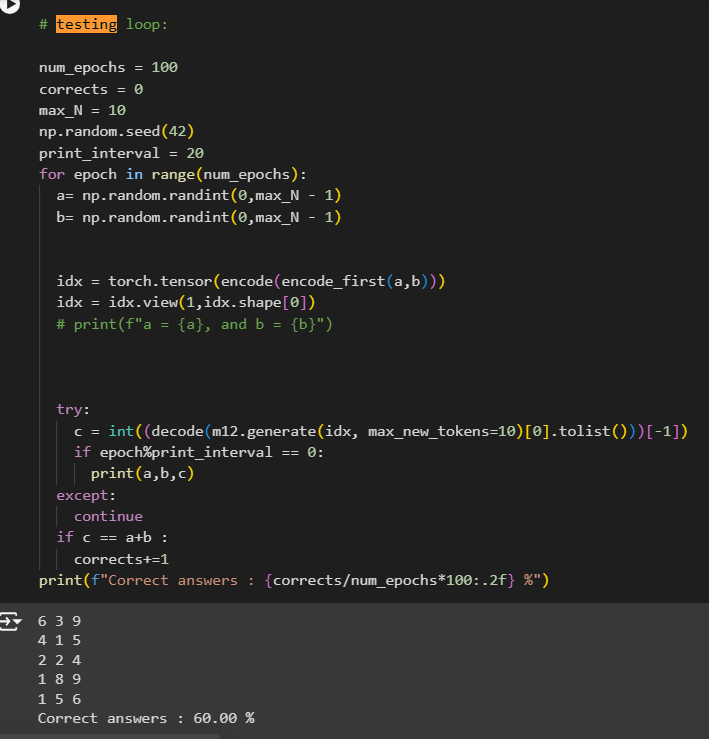 # testing loop:
num_epochs = 100
corrects = 0
max_N = 10
np.random.seed(42)
print_interval = 20
for epoch in range(num_epochs):
a= np.random.randint(0,max_N - 1)
b= np.random.randint(0,max_N - 1)
idx = torch.tensor(encode(encode_first(a,b)))
idx = idx.view(1,idx.shape[0])
# print(f"a = {a}, and b = {b}")
try:
c = int((decode(m12.generate(idx, max_new_tokens=10)[0].tolist()))[-1])
if epoch%print_interval == 0:
print(a,b,c)
except:
continue
if c == a+b :
corrects+=1
print(f"Correct answers : {corrects/num_epochs*100:.2f} %")
6 3 9
4 1 5
2 2 4
1 8 9
1 5 6
Correct answers : 60.00 %